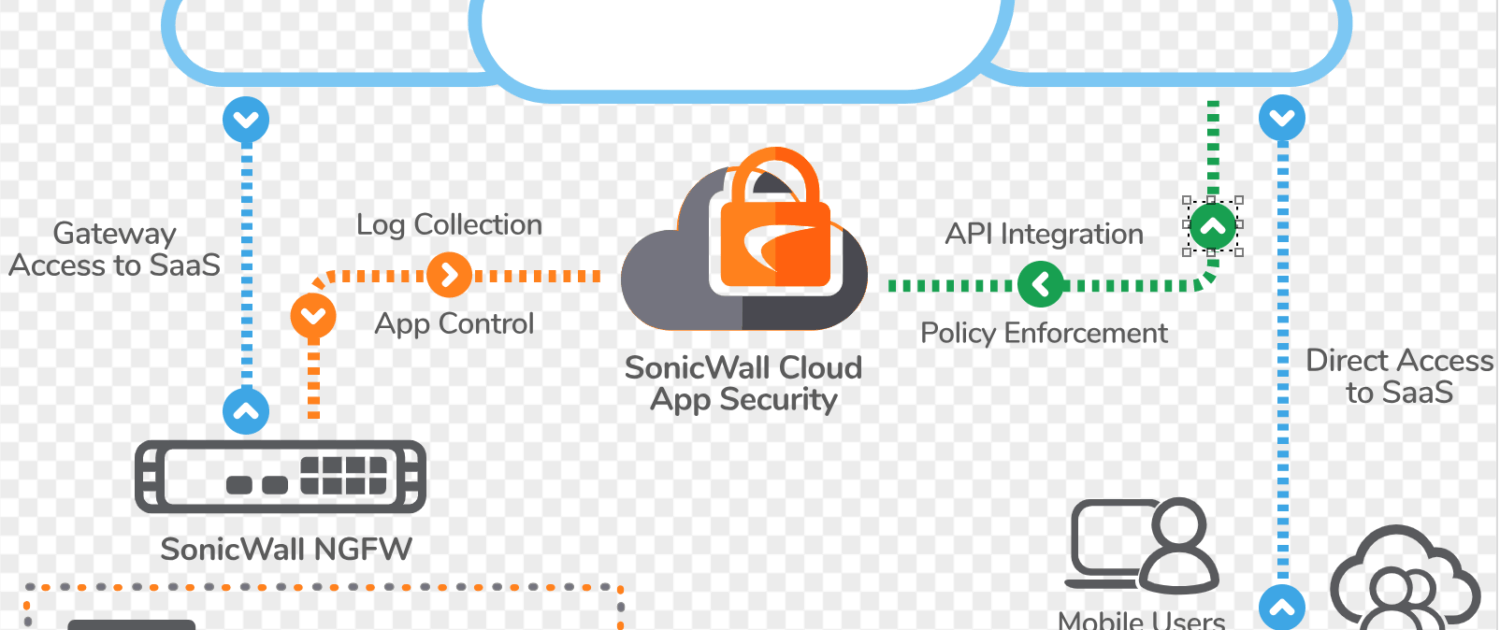 Gateway
Access to SaaS
Log Collection
App Control
SonicWall Cloud
App Security
API Integration
Policy Enforcement
Direct Access
to SaaS
SonicWall NGFW
Mobile Users